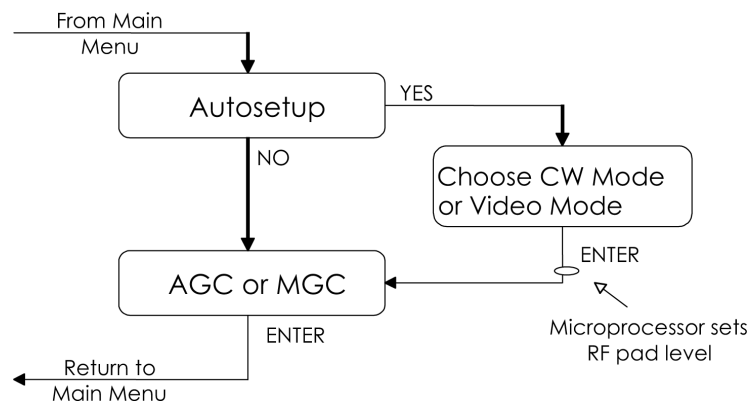 From Main
Menu
Autosetup
YES
NO
Choose CW Mode
or Video Mode
ENTER
AGC or MGC
ENTER
Microprocessor sets
RF pad level
Return to
Main Menu